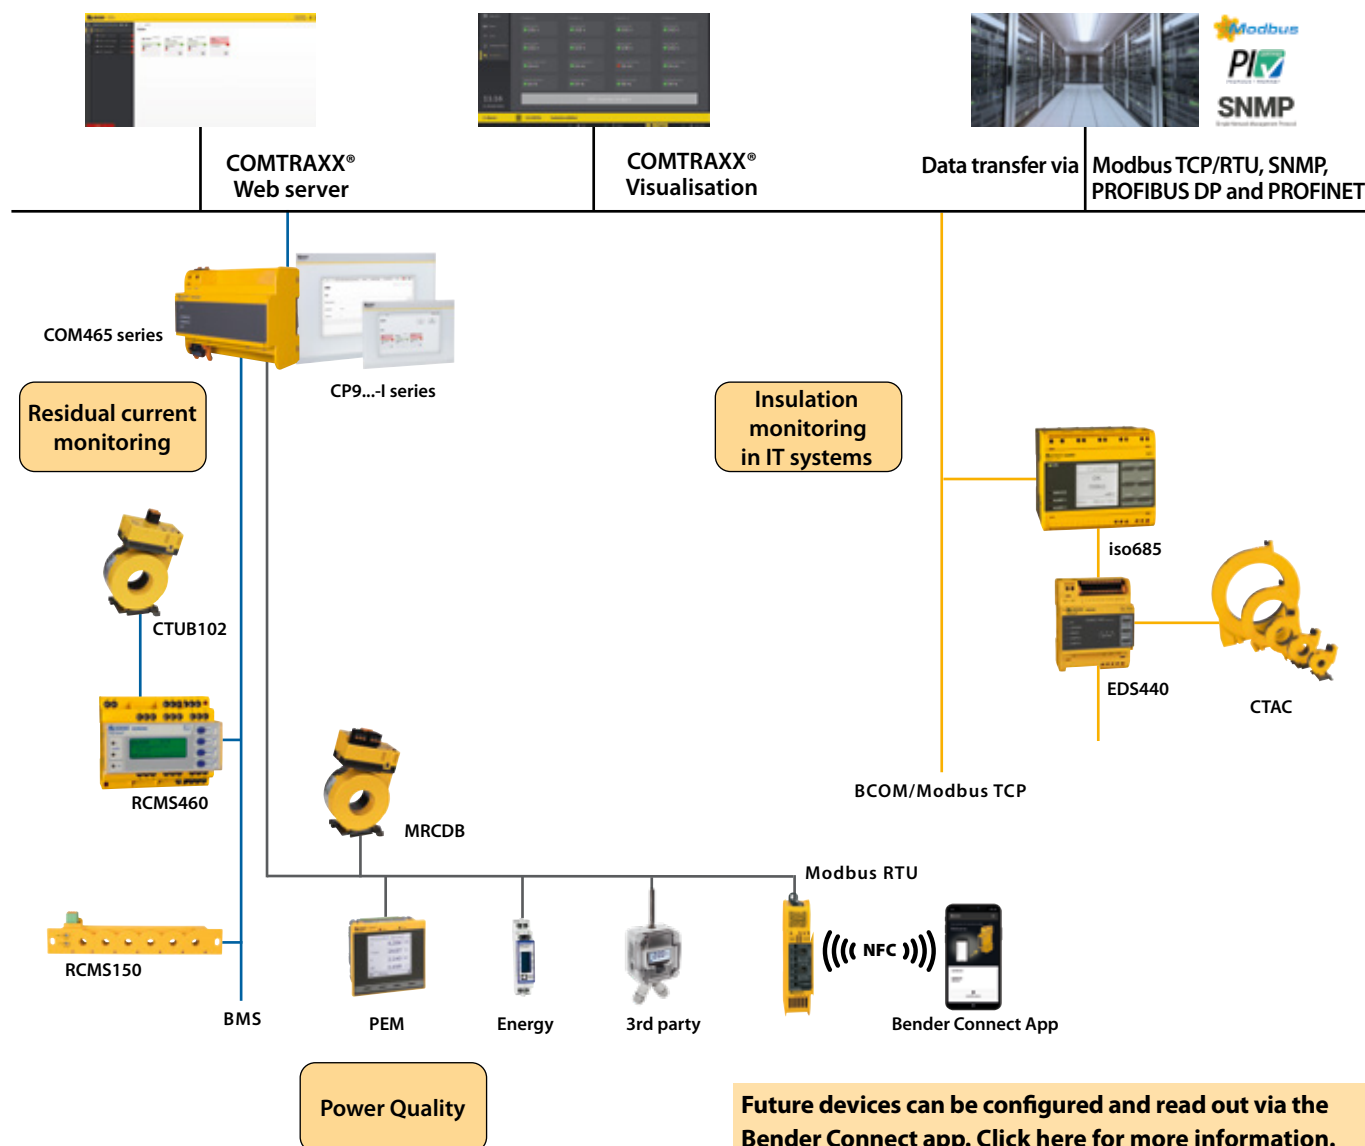 Modbus
PI
SNMP
COMTRAXX®
Web server
COMTRAXX®
Visualisation
Data transfer via
Modbus TCP/RTU, SNMP,
PROFIBUS DP and PROFINET
COM465 series
CP9...-I series
Residual current
monitoring
Insulation
monitoring
in IT systems
iso685
CTUB102
EDS440
CTAC
RCMS460
BCOM/Modbus TCP
MRCDB
Modbus RTU
NFC
RCMS150
BMS
PEM
Energy
3rd party
Bender Connect App
Power Quality
Future devices can be configured and read out via the
Bender Connect app. Click here for more information.